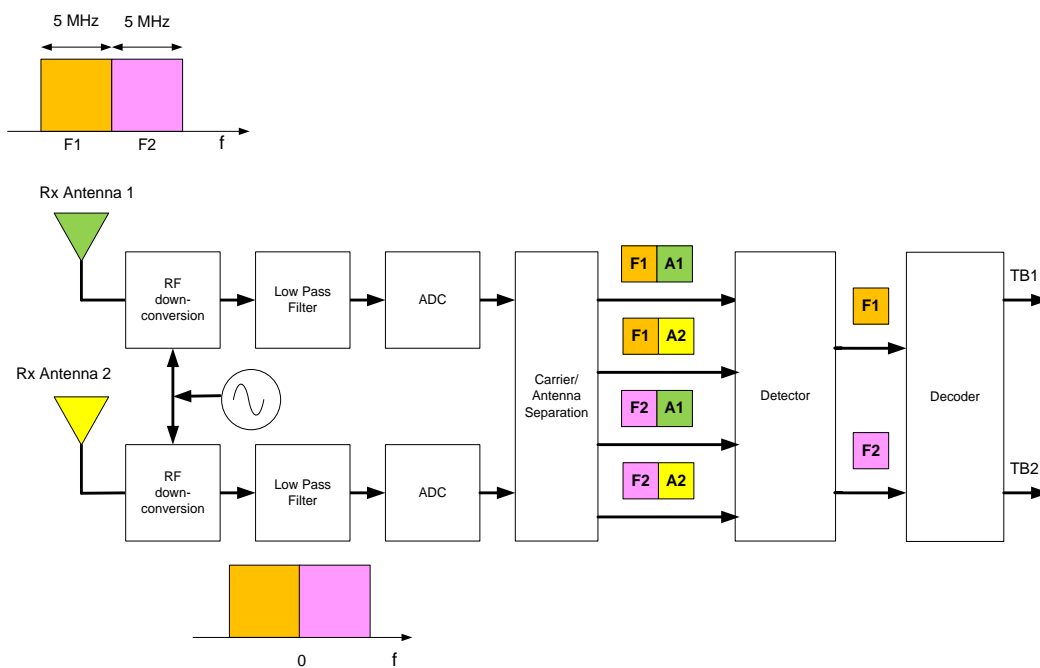 5 MHz 5 MHz
F1 F2 f
Rx Antenna 1
RF
down-
conversion
Low Pass
Filter
ADC
F1 A1
F1 A2
F2 A1
F2 A2
Carrier/
Antenna
Separation
Detector
F1
F2
Decoder
TB1
TB2
Rx Antenna 2
RF
down-
conversion
Low Pass
Filter
ADC
0 f